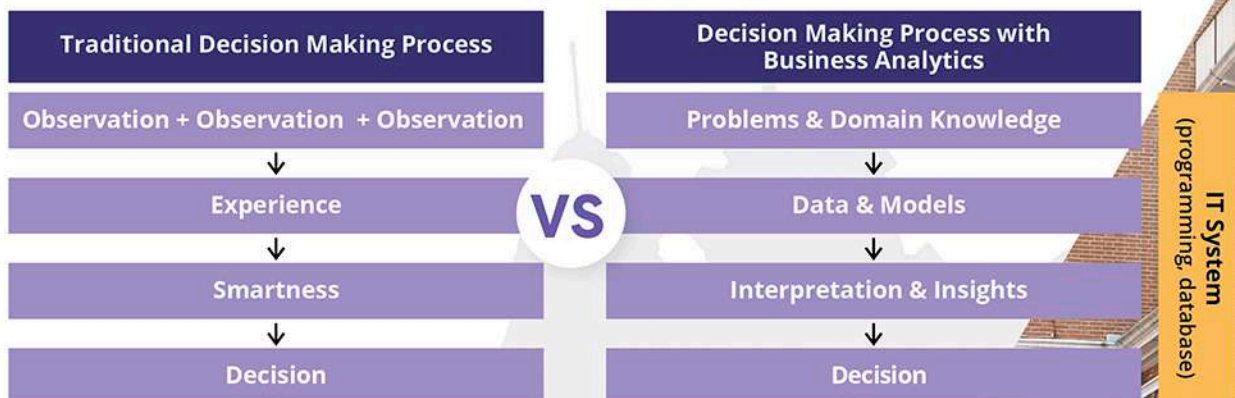 Traditional Decision Making Process
Observation + Observation + Observation
Experience
Smartness
Decision
VS
Decision Making Process with
Business Analytics
Problems & Domain Knowledge
Data & Models
Interpretation & Insights
Decision
IT System
(programming, database)